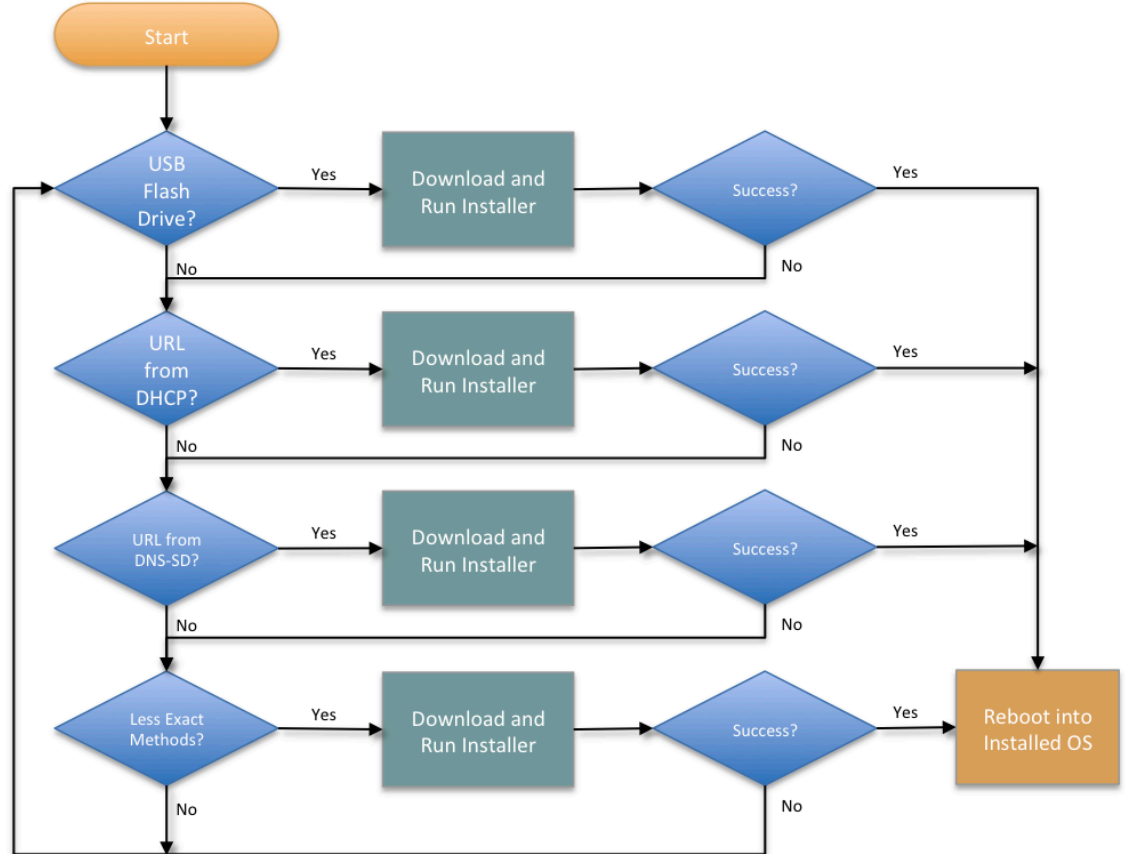 Start
USB
Flash
Drive?
Yes
Download and
Run Installer
Success?
Yes
No
No
URL
from
DHCP?
Yes
Download and
Run Installer
Success?
Yes
No
No
URL from
DNS-SD?
Yes
Download and
Run Installer
Success?
Yes
No
No
Less Exact
Methods?
Yes
Download and
Run Installer
Success?
Yes
Reboot into
Installed OS
No
No